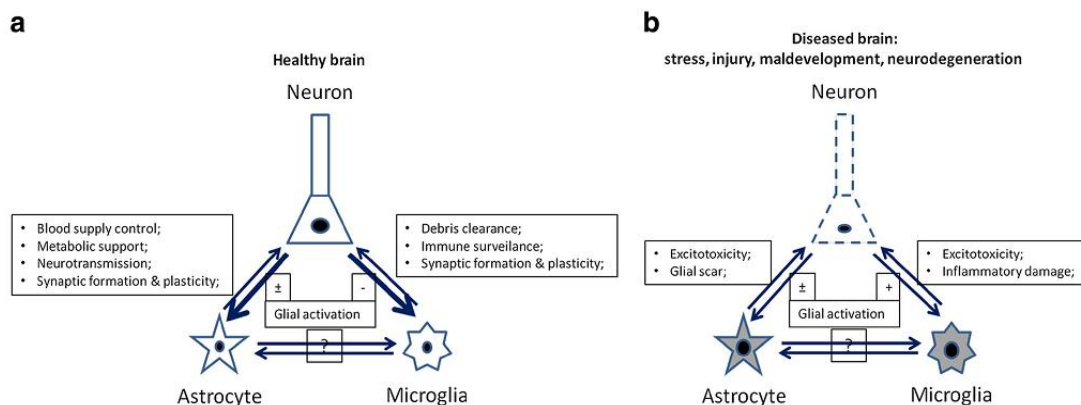 a
Healthy brain
Neuron
• Blood supply control;
• Metabolic support;
• Neurotransmission;
• Synaptic formation & plasticity;
• Debris clearance;
• Immune surveilance;
• Synaptic formation & plasticity;
±
-
Glial activation
?
Astrocyte
Microglia
b
Diseased brain:
stress, injury, maldevelopment, neurodegeneration
Neuron
• Excitotoxicity;
• Glial scar;
• Excitotoxicity;
• Inflammatory damage;
±
+
Glial activation
?
Astrocyte
Microglia